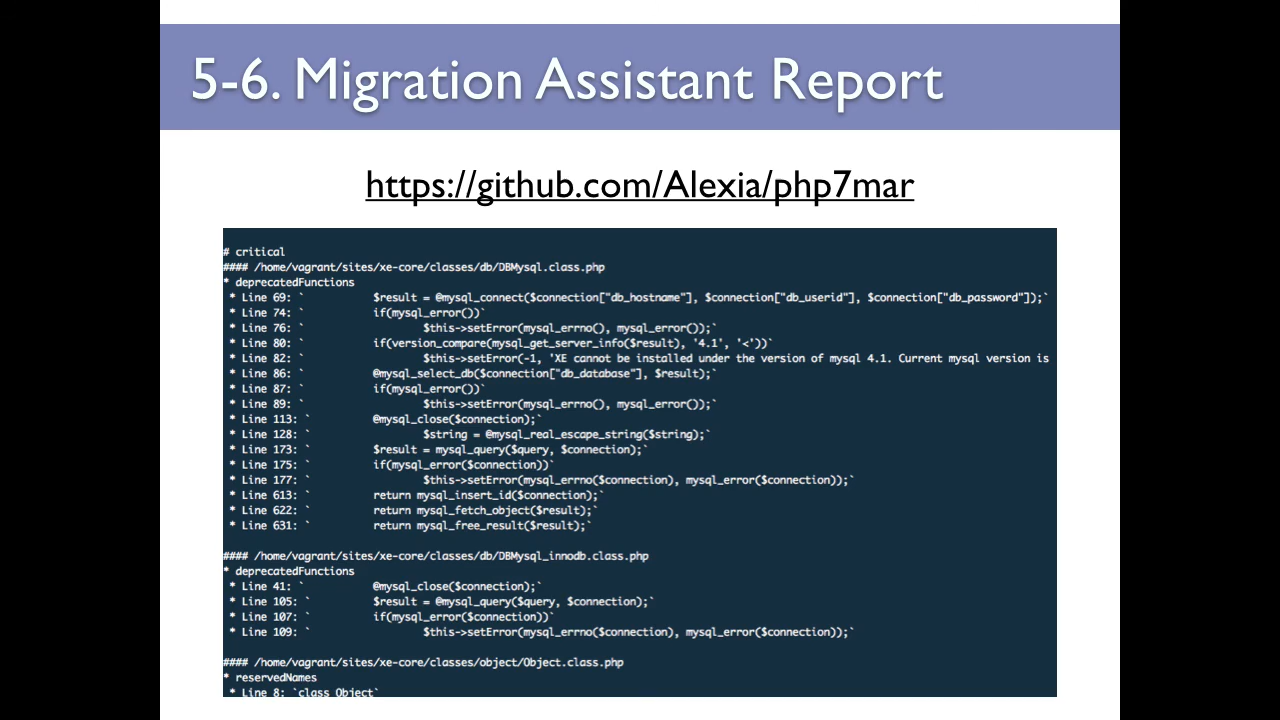 5-6. Migration Assistant Report
https://github.com/Alexia/php7mar
# critical
#### /home/vagrant/sites/xe-core/classes/db/DBMysql.class.php
* deprecatedFunctions
* Line 69: ` $result = @mysql_connect($connection["db_hostname"], $connection["db_userid"], $connection["db_password"]);`
* Line 74: ` if(mysql_error())`
* Line 76: ` $this->setError(mysql_errno(), mysql_error());`
* Line 80: ` if(version_compare(mysql_get_server_info($result), '4.1', '<'))`
* Line 82: ` $this->setError(-1, 'XE cannot be installed under the version of mysql 4.1. Current mysql version is
* Line 86: ` @mysql_select_db($connection["db_database"], $result);`
* Line 87: ` if(mysql_error())`
* Line 89: ` $this->setError(mysql_errno(), mysql_error());`
* Line 113: ` @mysql_close($connection);`
* Line 128: ` $string = @mysql_real_escape_string($string);`
* Line 173: ` $result = mysql_query($query, $connection);`
* Line 175: ` if(mysql_error($connection))`
* Line 177: ` $this->setError(mysql_errno($connection), mysql_error($connection));`
* Line 613: ` return mysql_insert_id($connection);`
* Line 622: ` return mysql_fetch_object($result);`
* Line 631: ` return mysql_free_result($result);`
#### /home/vagrant/sites/xe-core/classes/db/DBMysql_innodb.class.php
* deprecatedFunctions
* Line 41: ` @mysql_close($connection);`
* Line 105: ` $result = @mysql_query($query, $connection);`
* Line 107: ` if(mysql_error($connection))`
* Line 109: ` $this->setError(mysql_errno($connection), mysql_error($connection));`
#### /home/vagrant/sites/xe-core/classes/object/Object.class.php
* reservedNames
* Line 8: `class Object`